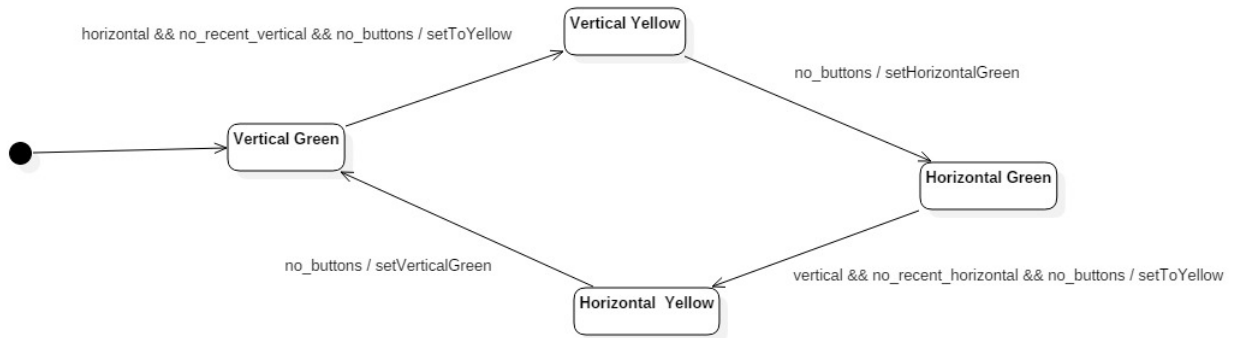 Vertical Yellow
horizontal && no_recent_vertical && no_buttons / setToYellow
no_buttons / setHorizontalGreen
Vertical Green
Horizontal Green
no_buttons / setVerticalGreen
vertical && no_recent_horizontal && no_buttons / setToYellow
Horizontal  Yellow